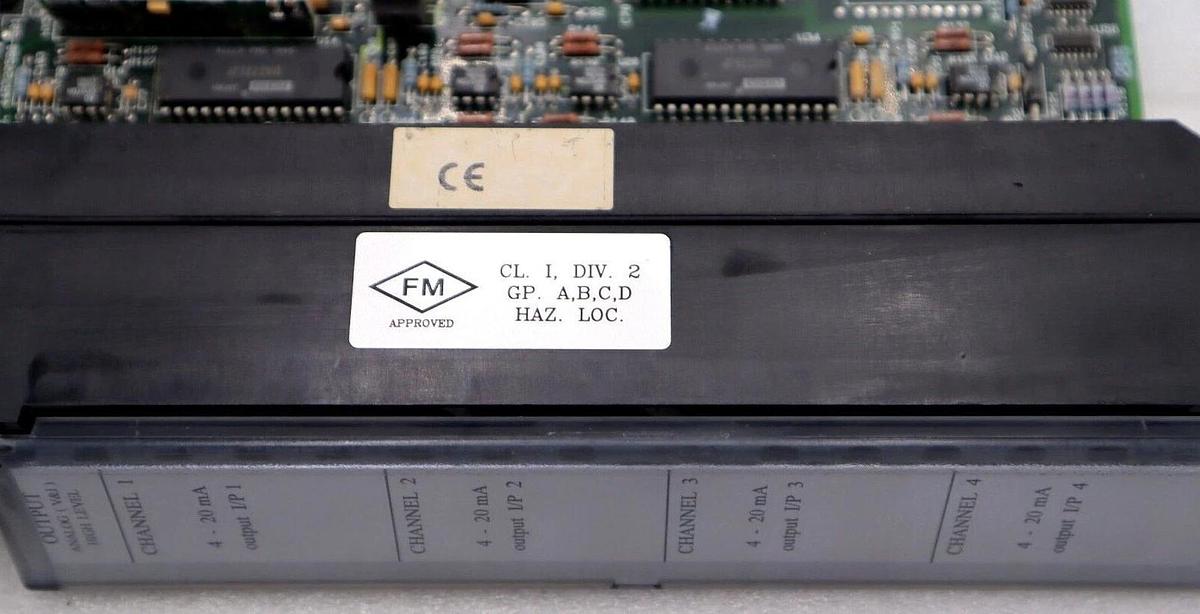 CE
FM
APPROVED
CL. I, DIV. 2
GP. A,B,C,D
HAZ. LOC.
OUTPUT
ANALOG ( V&I )
HIGH LEVEL
CHANNEL 1
4 - 20 mA
output I/P 1
CHANNEL 2
4 - 20 mA
output I/P 2
CHANNEL 3
4 - 20 mA
output I/P 3
CHANNEL 4
4 - 20 mA
output I/P 4